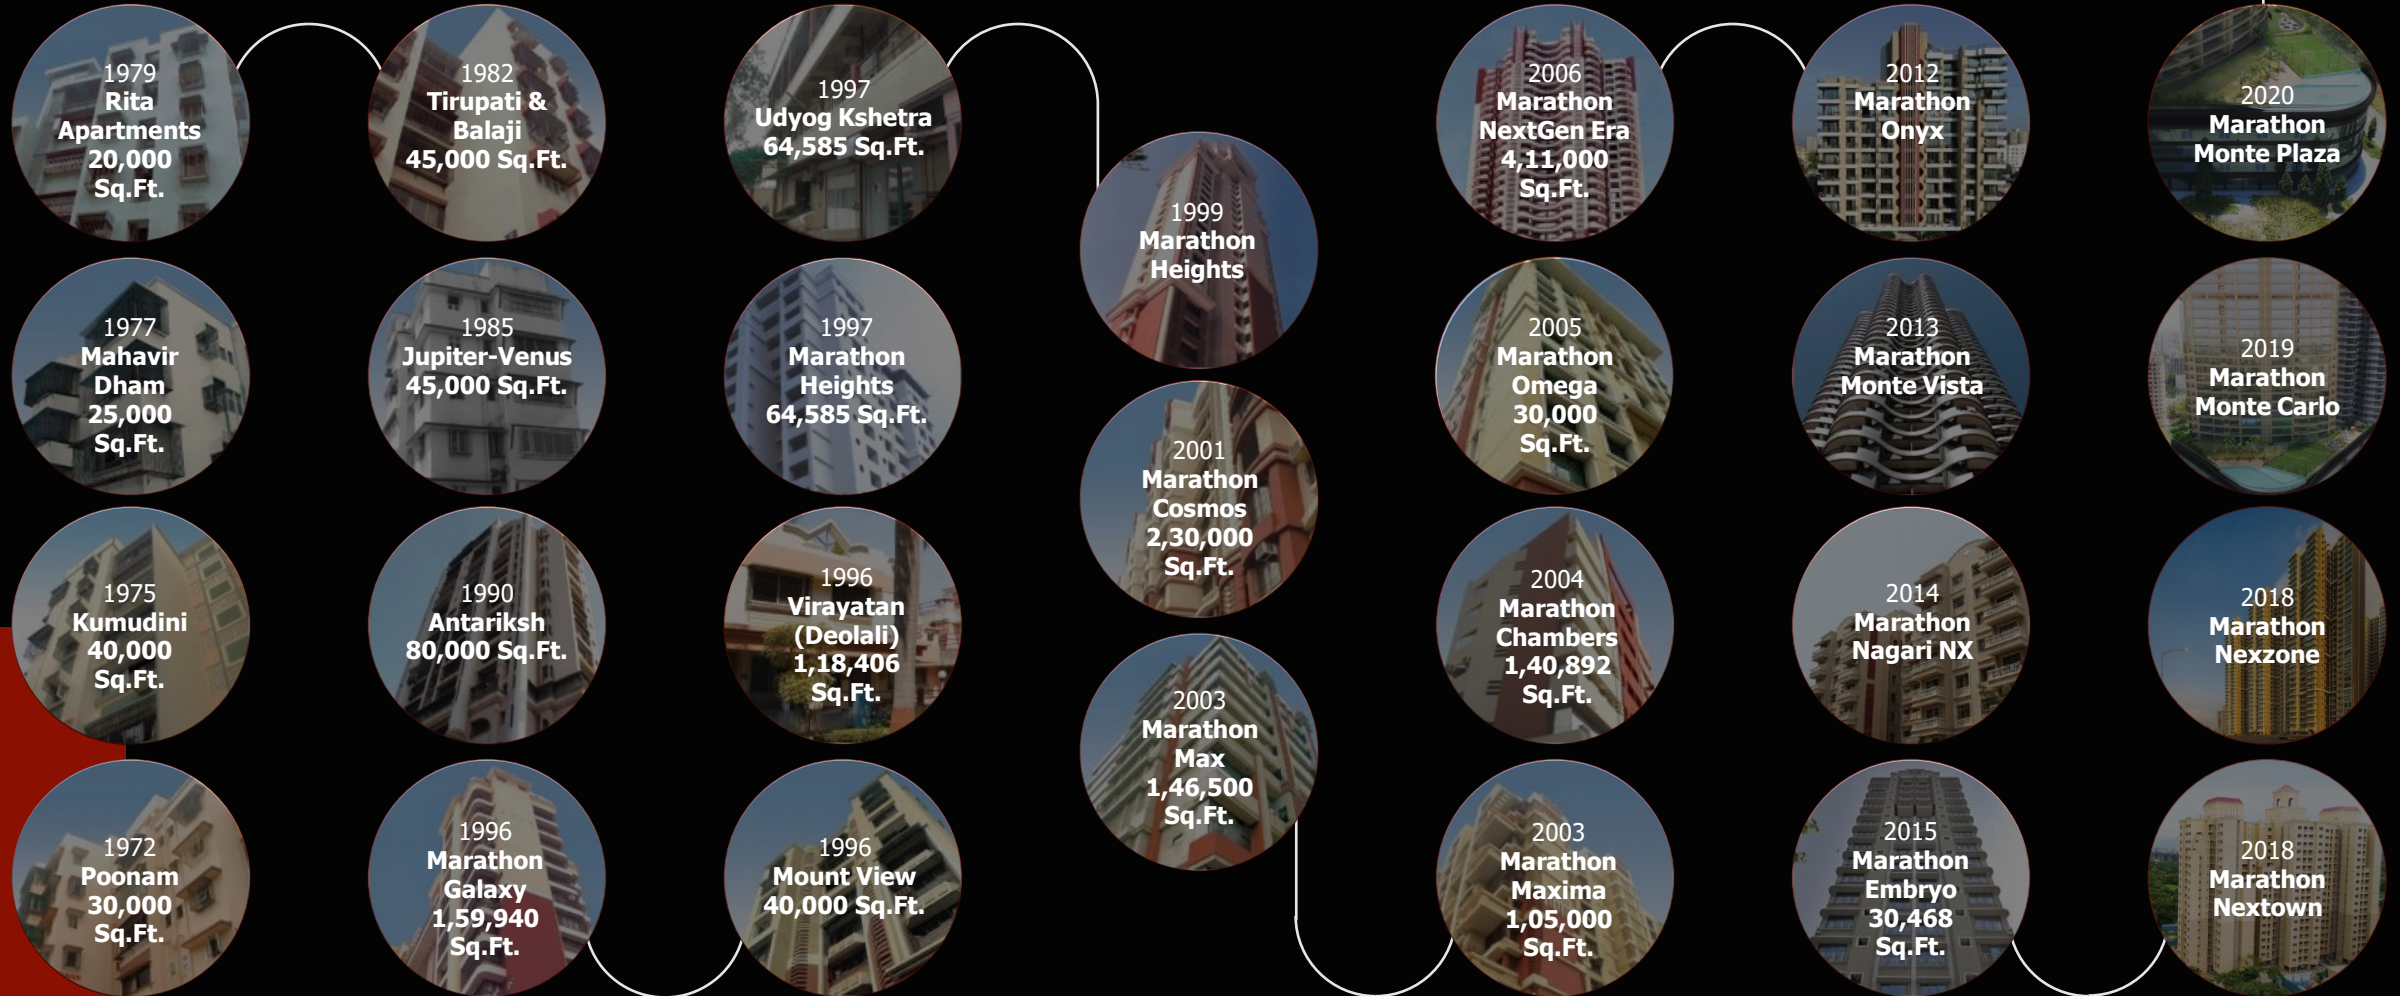 1979
Rita
Apartments
20,000
Sq.Ft.
1982
Tirupati &
Balaji
45,000 Sq.Ft.
1997
Udyog Kshetra
64,585 Sq.Ft.
1999
Marathon
Heights
2006
Marathon
NextGen Era
4,11,000
Sq.Ft.
2012
Marathon
Onyx
2020
Marathon
Monte Plaza
1977
Mahavir
Dham
25,000
Sq.Ft.
1985
Jupiter-Venus
45,000 Sq.Ft.
1997
Marathon
Heights
64,585 Sq.Ft.
2001
Marathon
Cosmos
2,30,000
Sq.Ft.
2005
Marathon
Omega
30,000
Sq.Ft.
2013
Marathon
Monte Vista
2019
Marathon
Monte Carlo
1975
Kumudini
40,000
Sq.Ft.
1990
Antariksh
80,000 Sq.Ft.
1996
Virayatan
(Deolali)
1,18,406
Sq.Ft.
2003
Marathon
Max
1,46,500
Sq.Ft.
2004
Marathon
Chambers
1,40,892
Sq.Ft.
2014
Marathon
Nagari NX
2018
Marathon
Nexzone
1972
Poonam
30,000
Sq.Ft.
1996
Marathon
Galaxy
1,59,940
Sq.Ft.
1996
Mount View
40,000 Sq.Ft.
2003
Marathon
Maxima
1,05,000
Sq.Ft.
2015
Marathon
Embryo
30,468
Sq.Ft.
2018
Marathon
Nextown